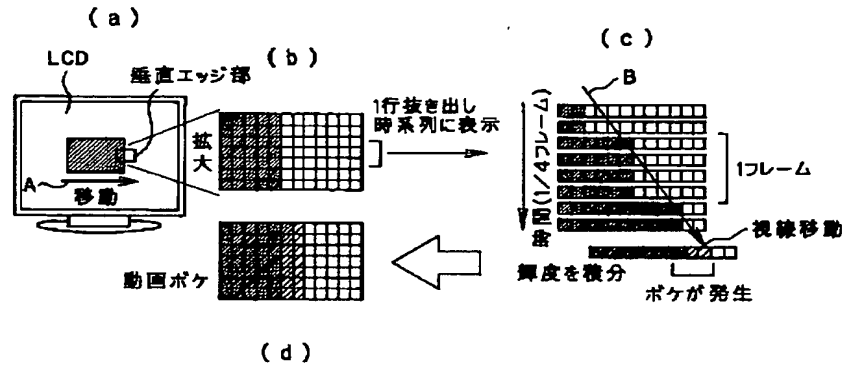 (a)
LCD
垂直エッジ部
A
移動
(b)
拡大
1行抜き出し
時系列に表示
(c)
B
時間(1/4フレーム)
1フレーム
視線移動
輝度を積分
ボケが発生
動画ボケ
(d)